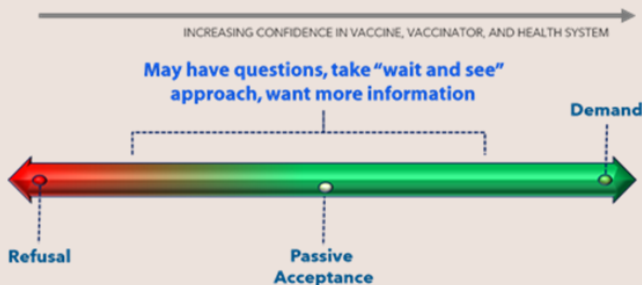 INCREASING CONFIDENCE IN VACCINE, VACCINATOR, AND HEALTH SYSTEM
May have questions, take “wait and see”
approach, want more information
Demand
Refusal
Passive
Acceptance